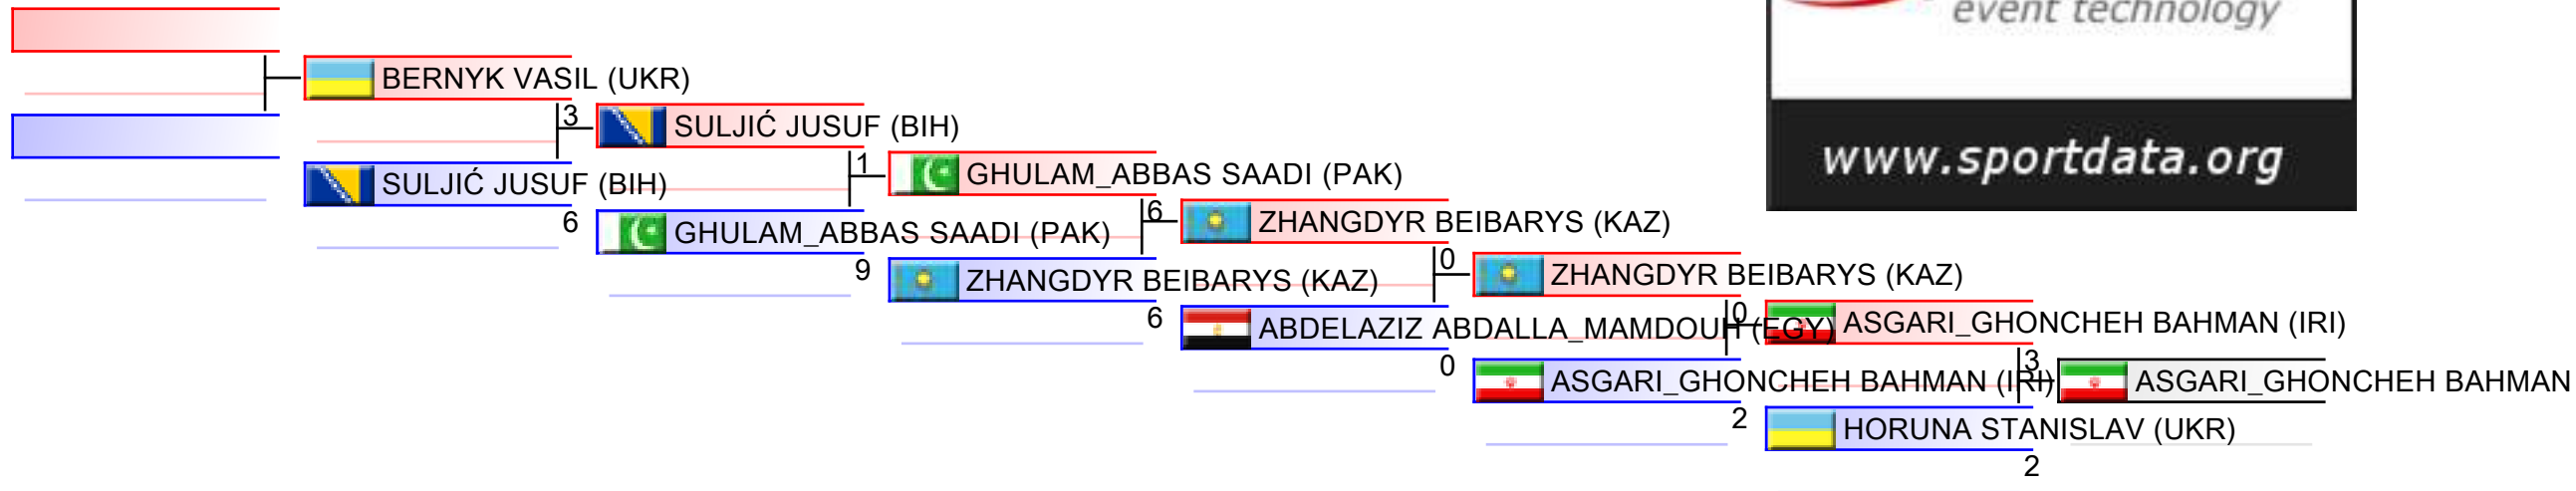 event technology
BERNYK VASIL (UKR)
3
SULJIĆ JUSUF (BIH)
1
SULJIĆ JUSUF (BIH)
6
GHULAM_ABBAS SAADI (PAK)
6
GHULAM_ABBAS SAADI (PAK)
9
ZHANGDYR BEIBARYS (KAZ)
0
ZHANGDYR BEIBARYS (KAZ)
6
ZHANGDYR BEIBARYS (KAZ)
0
ABDELAZIZ ABDALLA_MAMDOUH (EGY)
0
ASGARI_GHONCHEH BAHMAN (IRI)
3
ASGARI_GHONCHEH BAHMAN (IRI)
2
ASGARI_GHONCHEH BAHMAN
HORUNA STANISLAV (UKR)
2
www.sportdata.org